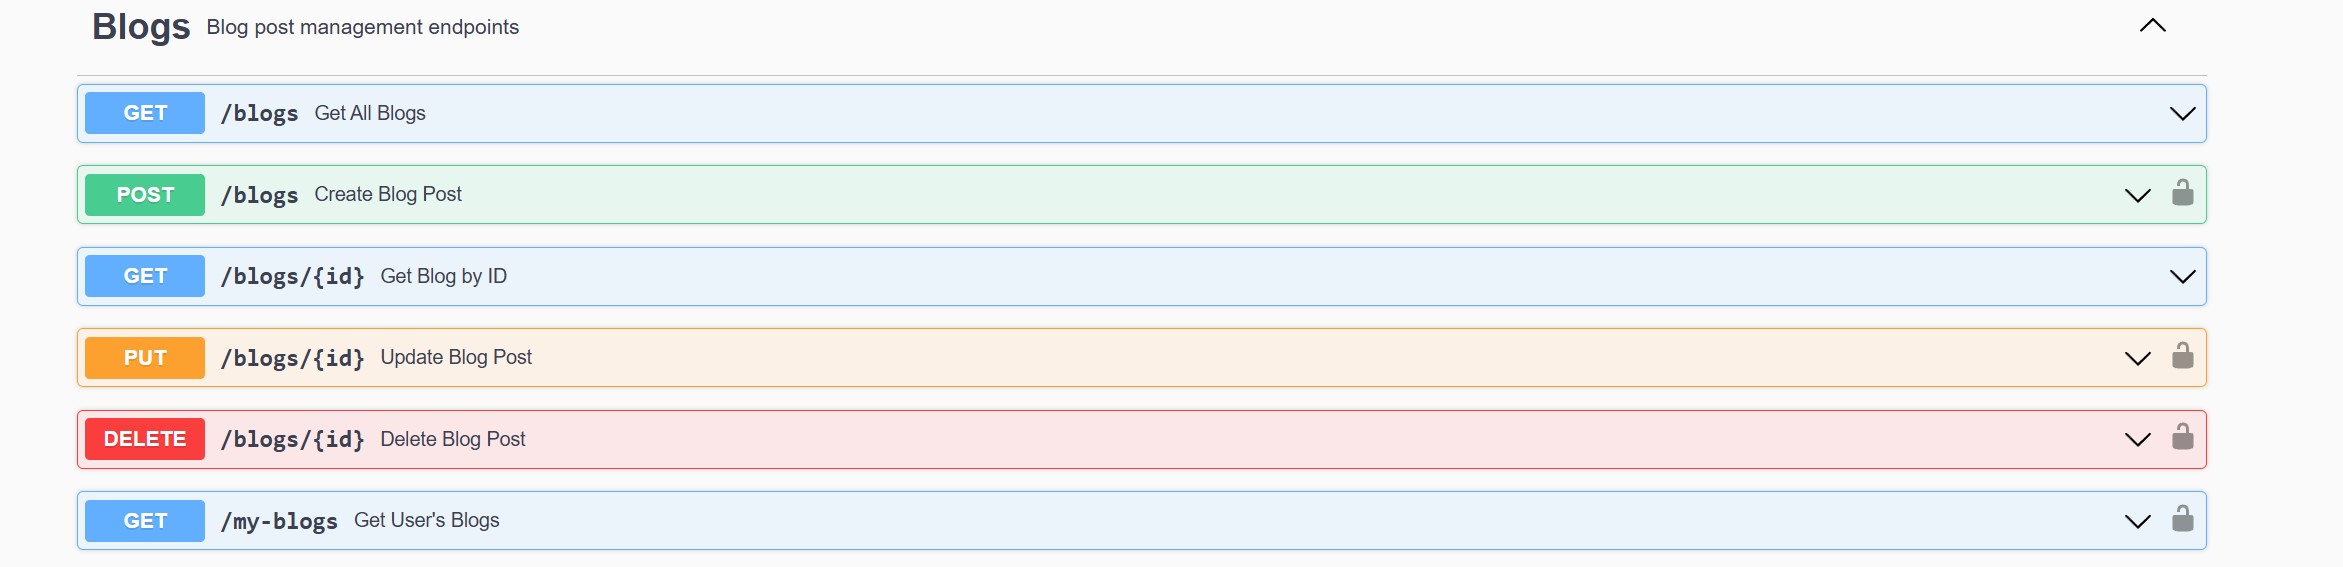 Blogs Blog post management endpoints
GET /blogs Get All Blogs
POST /blogs Create Blog Post
GET /blogs/{id} Get Blog by ID
PUT /blogs/{id} Update Blog Post
DELETE /blogs/{id} Delete Blog Post
GET /my-blogs Get User's Blogs